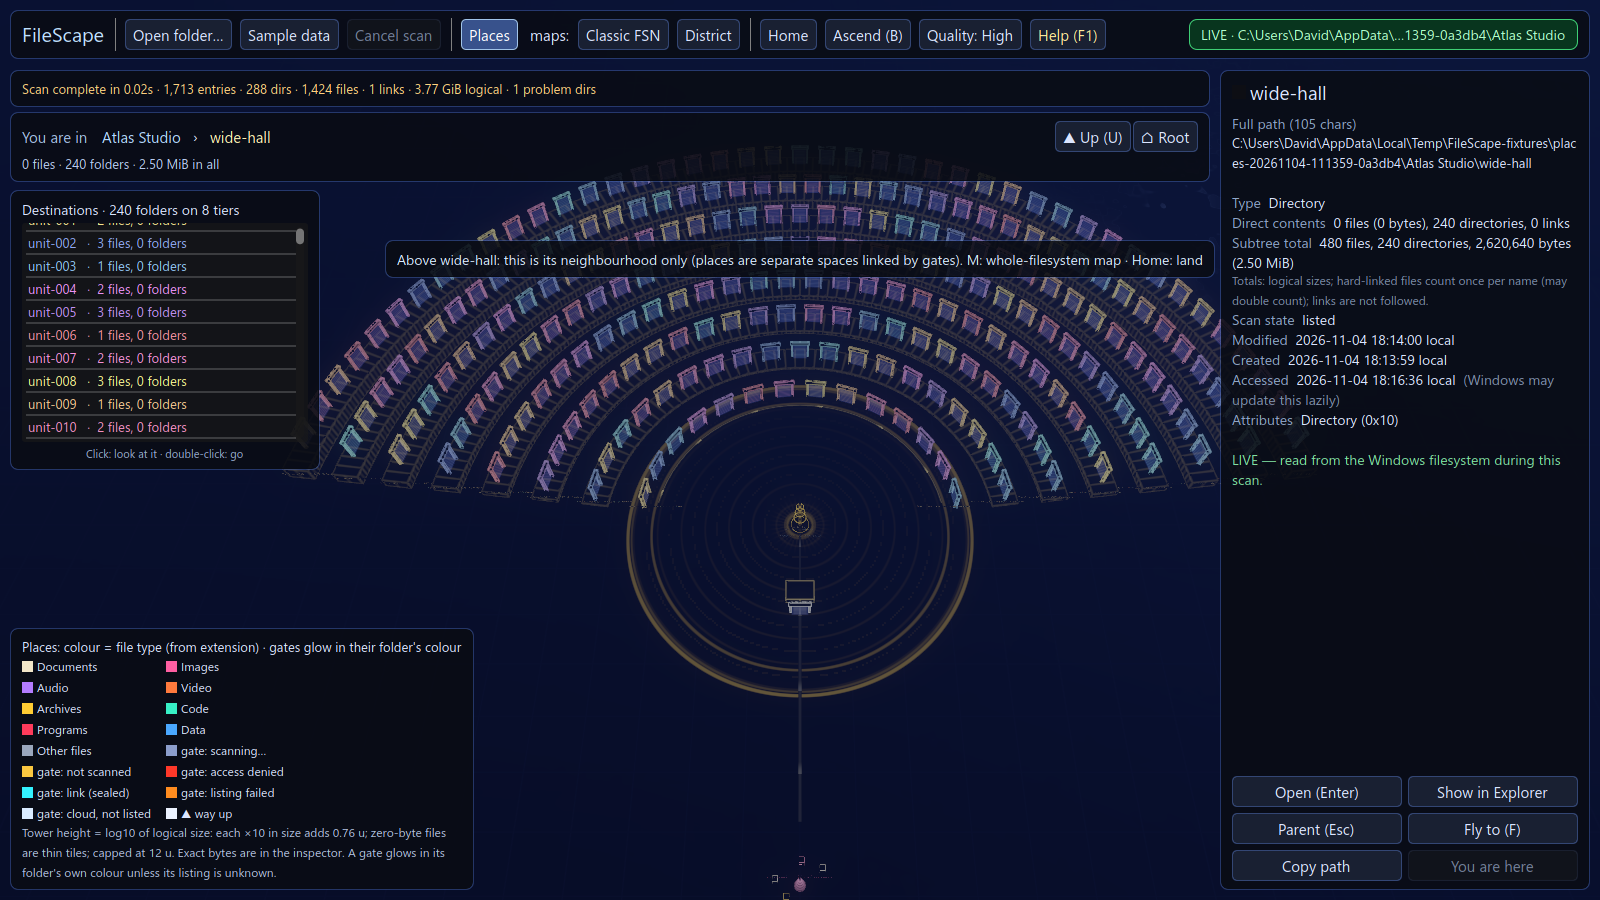 FileScape
Open folder...
Sample data
Cancel scan
Places
maps:
Classic FSN
District
Home
Ascend (B)
Quality: High
Help (F1)
LIVE · C:\Users\David\AppData\...1359-0a3db4\Atlas Studio
Scan complete in 0.02s · 1,713 entries · 288 dirs · 1,424 files · 1 links · 3.77 GiB logical · 1 problem dirs
You are in Atlas Studio › wide-hall
▲ Up (U)
⌂ Root
0 files · 240 folders · 2.50 MiB in all
Destinations · 240 folders on 8 tiers
unit-002 · 3 files, 0 folders
unit-003 · 1 files, 0 folders
unit-004 · 2 files, 0 folders
unit-005 · 3 files, 0 folders
unit-006 · 1 files, 0 folders
unit-007 · 2 files, 0 folders
unit-008 · 3 files, 0 folders
unit-009 · 1 files, 0 folders
unit-010 · 2 files, 0 folders
Click: look at it · double-click: go
Above wide-hall: this is its neighbourhood only (places are separate spaces linked by gates). M: whole-filesystem map · Home: land
Places: colour = file type (from extension) · gates glow in their folder's colour
Documents
Images
Audio
Video
Archives
Code
Programs
Data
Other files
gate: scanning...
gate: not scanned
gate: access denied
gate: link (sealed)
gate: listing failed
gate: cloud, not listed
▲ way up
Tower height = log10 of logical size: each ×10 in size adds 0.76 u; zero-byte files
are thin tiles; capped at 12 u. Exact bytes are in the inspector. A gate glows in its
folder's own colour unless its listing is unknown.
wide-hall
Full path (105 chars)
C:\Users\David\AppData\Local\Temp\FileScape-fixtures\plac
es-20261104-111359-0a3db4\Atlas Studio\wide-hall
Type Directory
Direct contents 0 files (0 bytes), 240 directories, 0 links
Subtree total 480 files, 240 directories, 2,620,640 bytes
(2.50 MiB)
Totals: logical sizes; hard-linked files count once per name (may
double count); links are not followed.
Scan state listed
Modified 2026-11-04 18:14:00 local
Created 2026-11-04 18:13:59 local
Accessed 2026-11-04 18:16:36 local (Windows may
update this lazily)
Attributes Directory (0x10)
LIVE — read from the Windows filesystem during this
scan.
Open (Enter)
Show in Explorer
Parent (Esc)
Fly to (F)
Copy path
You are here